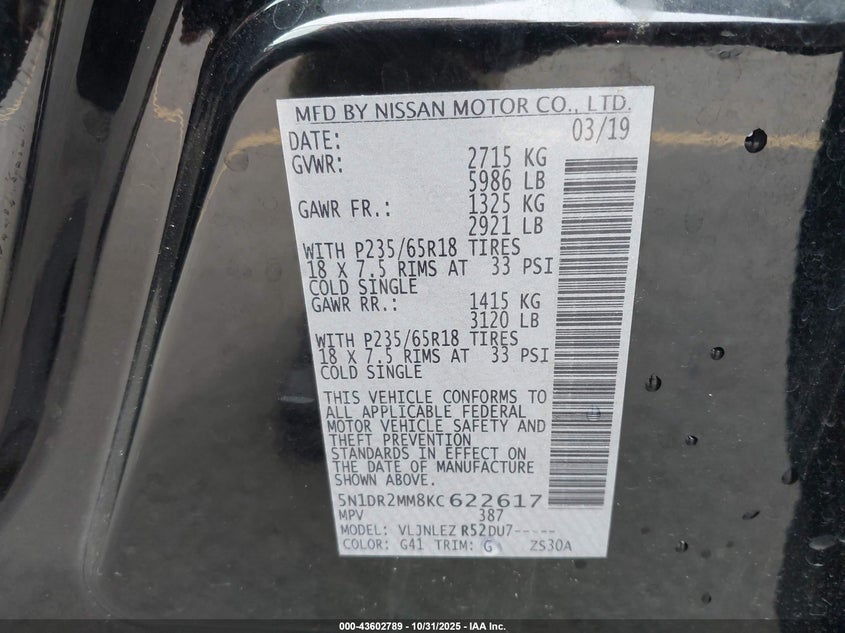 MFD BY NISSAN MOTOR CO., LTD.
DATE: 03/19
GVWR: 2715 KG
5986 LB
GAWR FR.: 1325 KG
2921 LB
WITH P235/65R18 TIRES
18 X 7.5 RIMS AT 33 PSI
COLD SINGLE
GAWR RR.: 1415 KG
3120 LB
WITH P235/65R18 TIRES
18 X 7.5 RIMS AT 33 PSI
COLD SINGLE
THIS VEHICLE CONFORMS TO
ALL APPLICABLE FEDERAL
MOTOR VEHICLE SAFETY AND
THEFT PREVENTION
STANDARDS IN EFFECT ON
THE DATE OF MANUFACTURE
SHOWN ABOVE.
5N1DR2MM8KC622617
MPV 387
MODEL: VLJNLEZ R52DU7-----
COLOR: G41 TRIM: G ZS30A
000-43602789 - 10/31/2025 - IAA Inc.